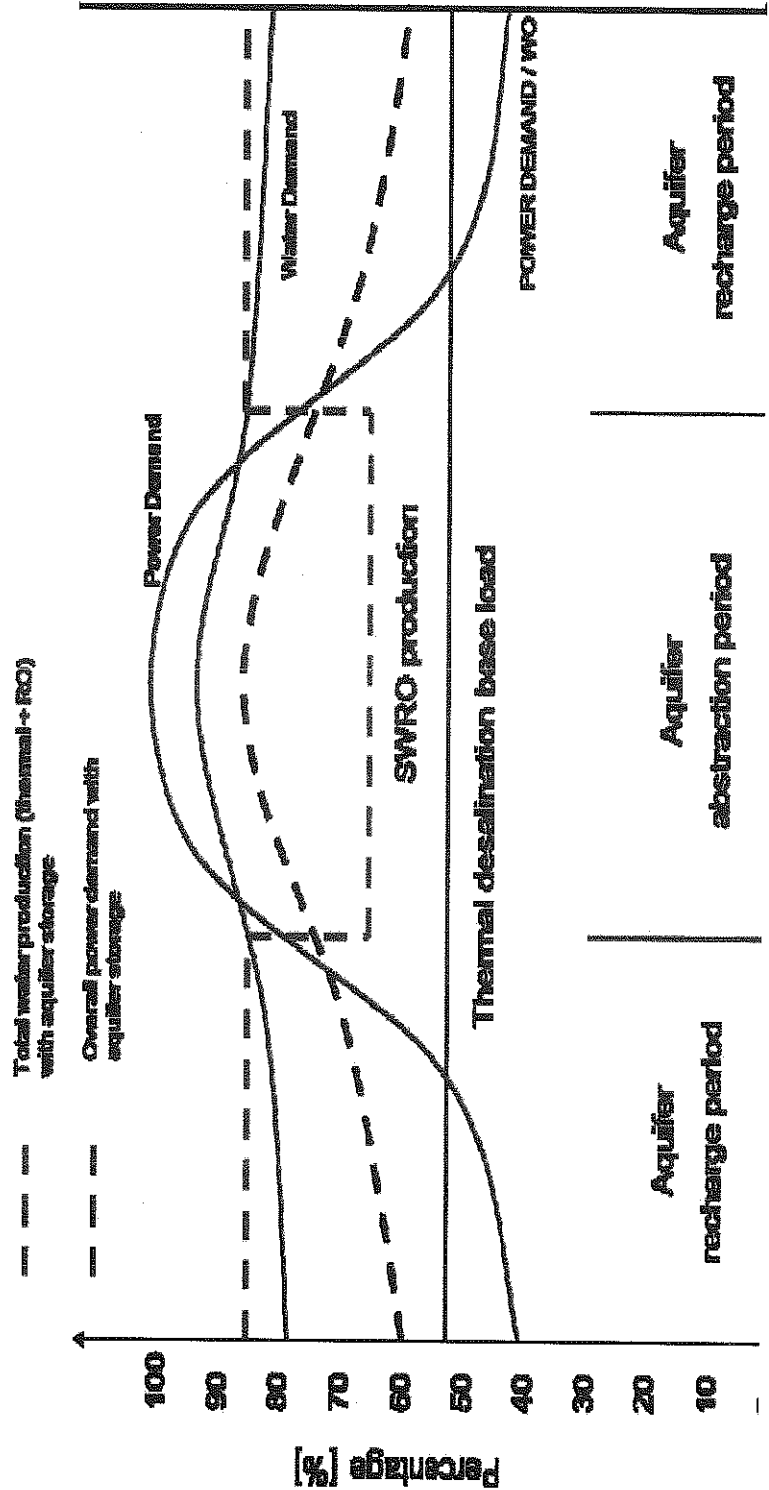 Total water production (thermal + RO)
with aquifer storage
Overall power demand with
aquifer storage
Percentage [%]
100
90
80
70
60
50
40
30
20
10
Power Demand
Water Demand
SWRO production
Thermal desalination base load
POWER DEMAND / WO
Aquifer
recharge period
Aquifer
abstraction period
Aquifer
recharge period